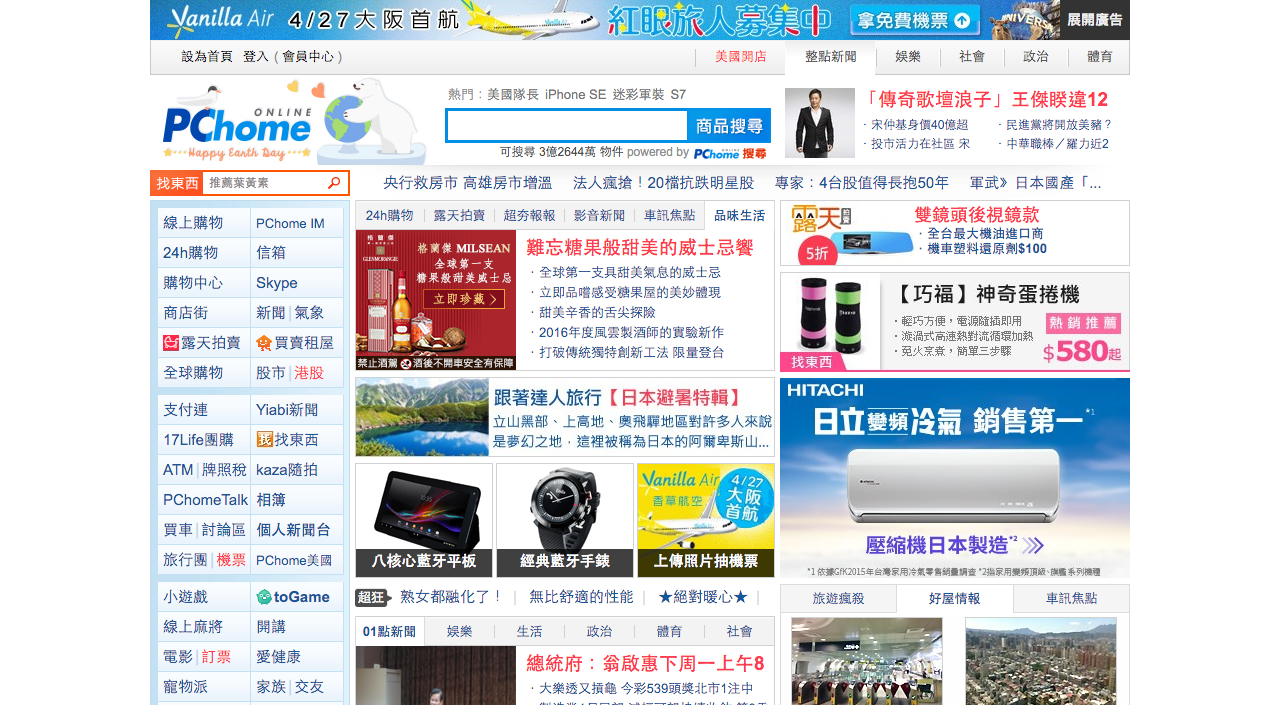 Vanilla Air 4/27大阪首航 紅眼旅人募集中 拿免費機票 展開廣告
設為首頁 登入 ( 會員中心 )
美國開店 整點新聞 娛樂 社會 政治 體育
PChome ONLINE
Happy Earth Day
熱門：美國隊長 iPhone SE 迷彩軍裝 S7
商品搜尋
可搜尋 3億2644萬 物件 powered by PChome 搜尋
「傳奇歌壇浪子」王傑睽違12
· 宋仲基身價40億超 · 民進黨將開放美豬？
· 投市活力在社區 宋 · 中華職棒／羅力近2
找東西 推薦葉黃素
央行救房市 高雄房市增溫 法人瘋搶！20檔抗跌明星股 專家：4台股值得長抱50年 軍武》日本國產「...
線上購物 PChome IM
24h購物 信箱
購物中心 Skype
商店街 新聞 | 氣象
露天拍賣 買賣租屋
全球購物 股市 | 港股
支付連 Yiabi新聞
17Life團購 找 找東西
ATM | 牌照稅 kaza隨拍
PChomeTalk 相簿
買車 | 討論區 個人新聞台
旅行團 | 機票 PChome美國
小遊戲 toGame
線上麻將 開講
電影 | 訂票 愛健康
寵物派 家族 | 交友
24h購物 露天拍賣 超夯報報 影音新聞 車訊焦點 品味生活
格蘭傑
GLENMORANGIE
格蘭傑 MILSEAN
全球第一支
糖果般甜美威士忌
立即珍藏 >
禁止酒駕 酒後不開車安全有保障
難忘糖果般甜美的威士忌饗
· 全球第一支具甜美氣息的威士忌
· 立即品嚐感受糖果屋的美妙體現
· 甜美辛香的舌尖探險
· 2016年度風雲製酒師的實驗新作
· 打破傳統獨特創新工法 限量登台
跟著達人旅行【日本避暑特輯】
立山黑部、上高地、奧飛驒地區對許多人來說
是夢幻之地，這裡被稱為日本的阿爾卑斯山...
八核心藍牙平板
經典藍牙手錶
Vanilla Air
香草航空
4/27
大阪
首航
上傳照片抽機票
超狂 熟女都融化了！ | 無比舒適的性能 | ★絕對暖心★ |
01點新聞 娛樂 生活 政治 體育 社會
總統府：翁啟惠下周一上午8
· 大樂透又摃龜 今彩539頭獎北市1注中
露天拍賣
5折
雙鏡頭後視鏡款
· 全台最大機油進口商
· 機車塑料還原劑$100
找東西
【巧福】神奇蛋捲機
· 輕巧方便，電源隨插即用
· 漩渦式高速熱對流循環加熱
· 免火烹煮，簡單三步驟
熱銷推薦
$580起
HITACHI
日立變頻冷氣 銷售第一*1
壓縮機日本製造*2
*1 依據GfK2015年台灣家用冷氣零售銷量調查 *2指家用變頻頂級、旗艦系列機種
旅遊瘋殺 好屋情報 車訊焦點